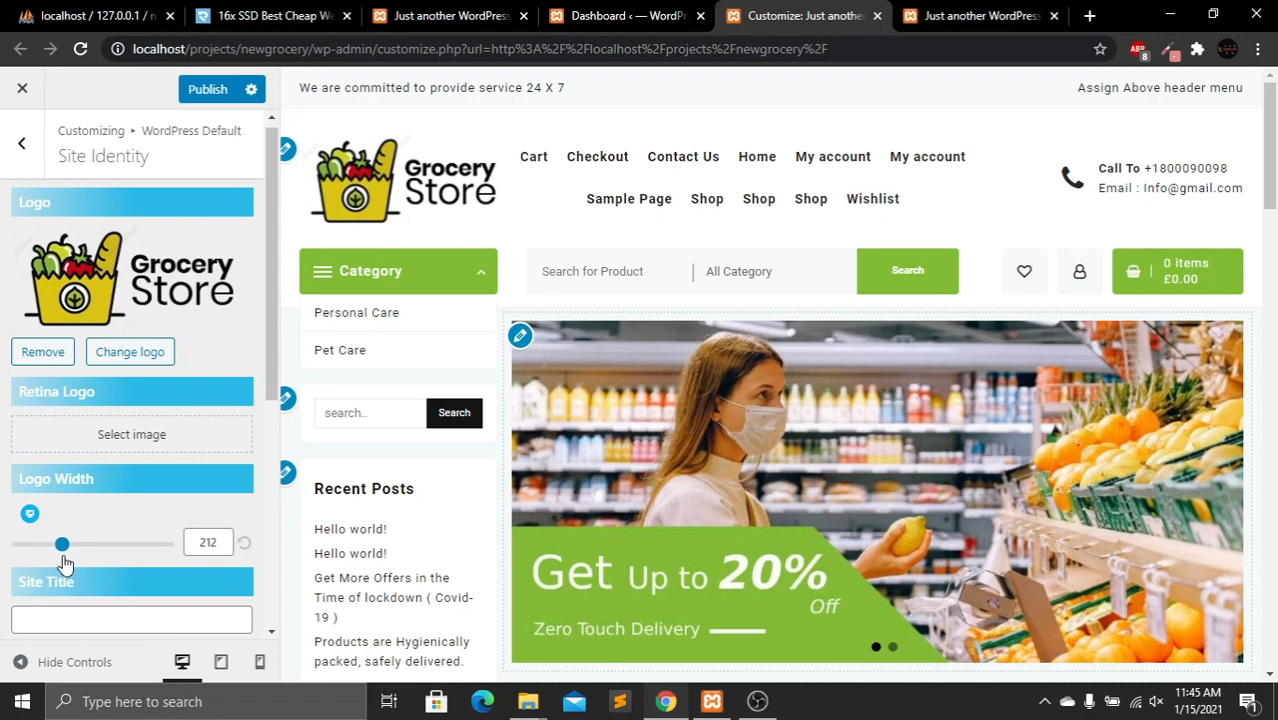 localhost / 127.0.0.1 / n
16x SSD Best Cheap We
Just another WordPress
Dashboard ‹ — WordPr
Customize: Just anothe
Just another WordPress
localhost/projects/newgrocery/wp-admin/customize.php?url=http%3A%2F%2Flocalhost%2Fprojects%2Fnewgrocery%2F
ABP
8
Publish
We are committed to provide service 24 X 7
Assign Above header menu
Customizing ▸ WordPress Default
Site Identity
Grocery
Store
Cart
Checkout
Contact Us
Home
My account
My account
Sample Page
Shop
Shop
Shop
Wishlist
Call To +1800090098
Email : Info@gmail.com
Logo
Grocery
Store
Remove
Change logo
Retina Logo
Select image
Logo Width
212
Site Title
Hide Controls
Category
Search for Product
All Category
Search
0 items
£0.00
Personal Care
Pet Care
search..
Search
Recent Posts
Hello world!
Hello world!
Get More Offers in the
Time of lockdown ( Covid-
19 )
Products are Hygienically
packed, safely delivered.
Get Up to 20%
Off
Zero Touch Delivery
Type here to search
11:45 AM
1/15/2021
1